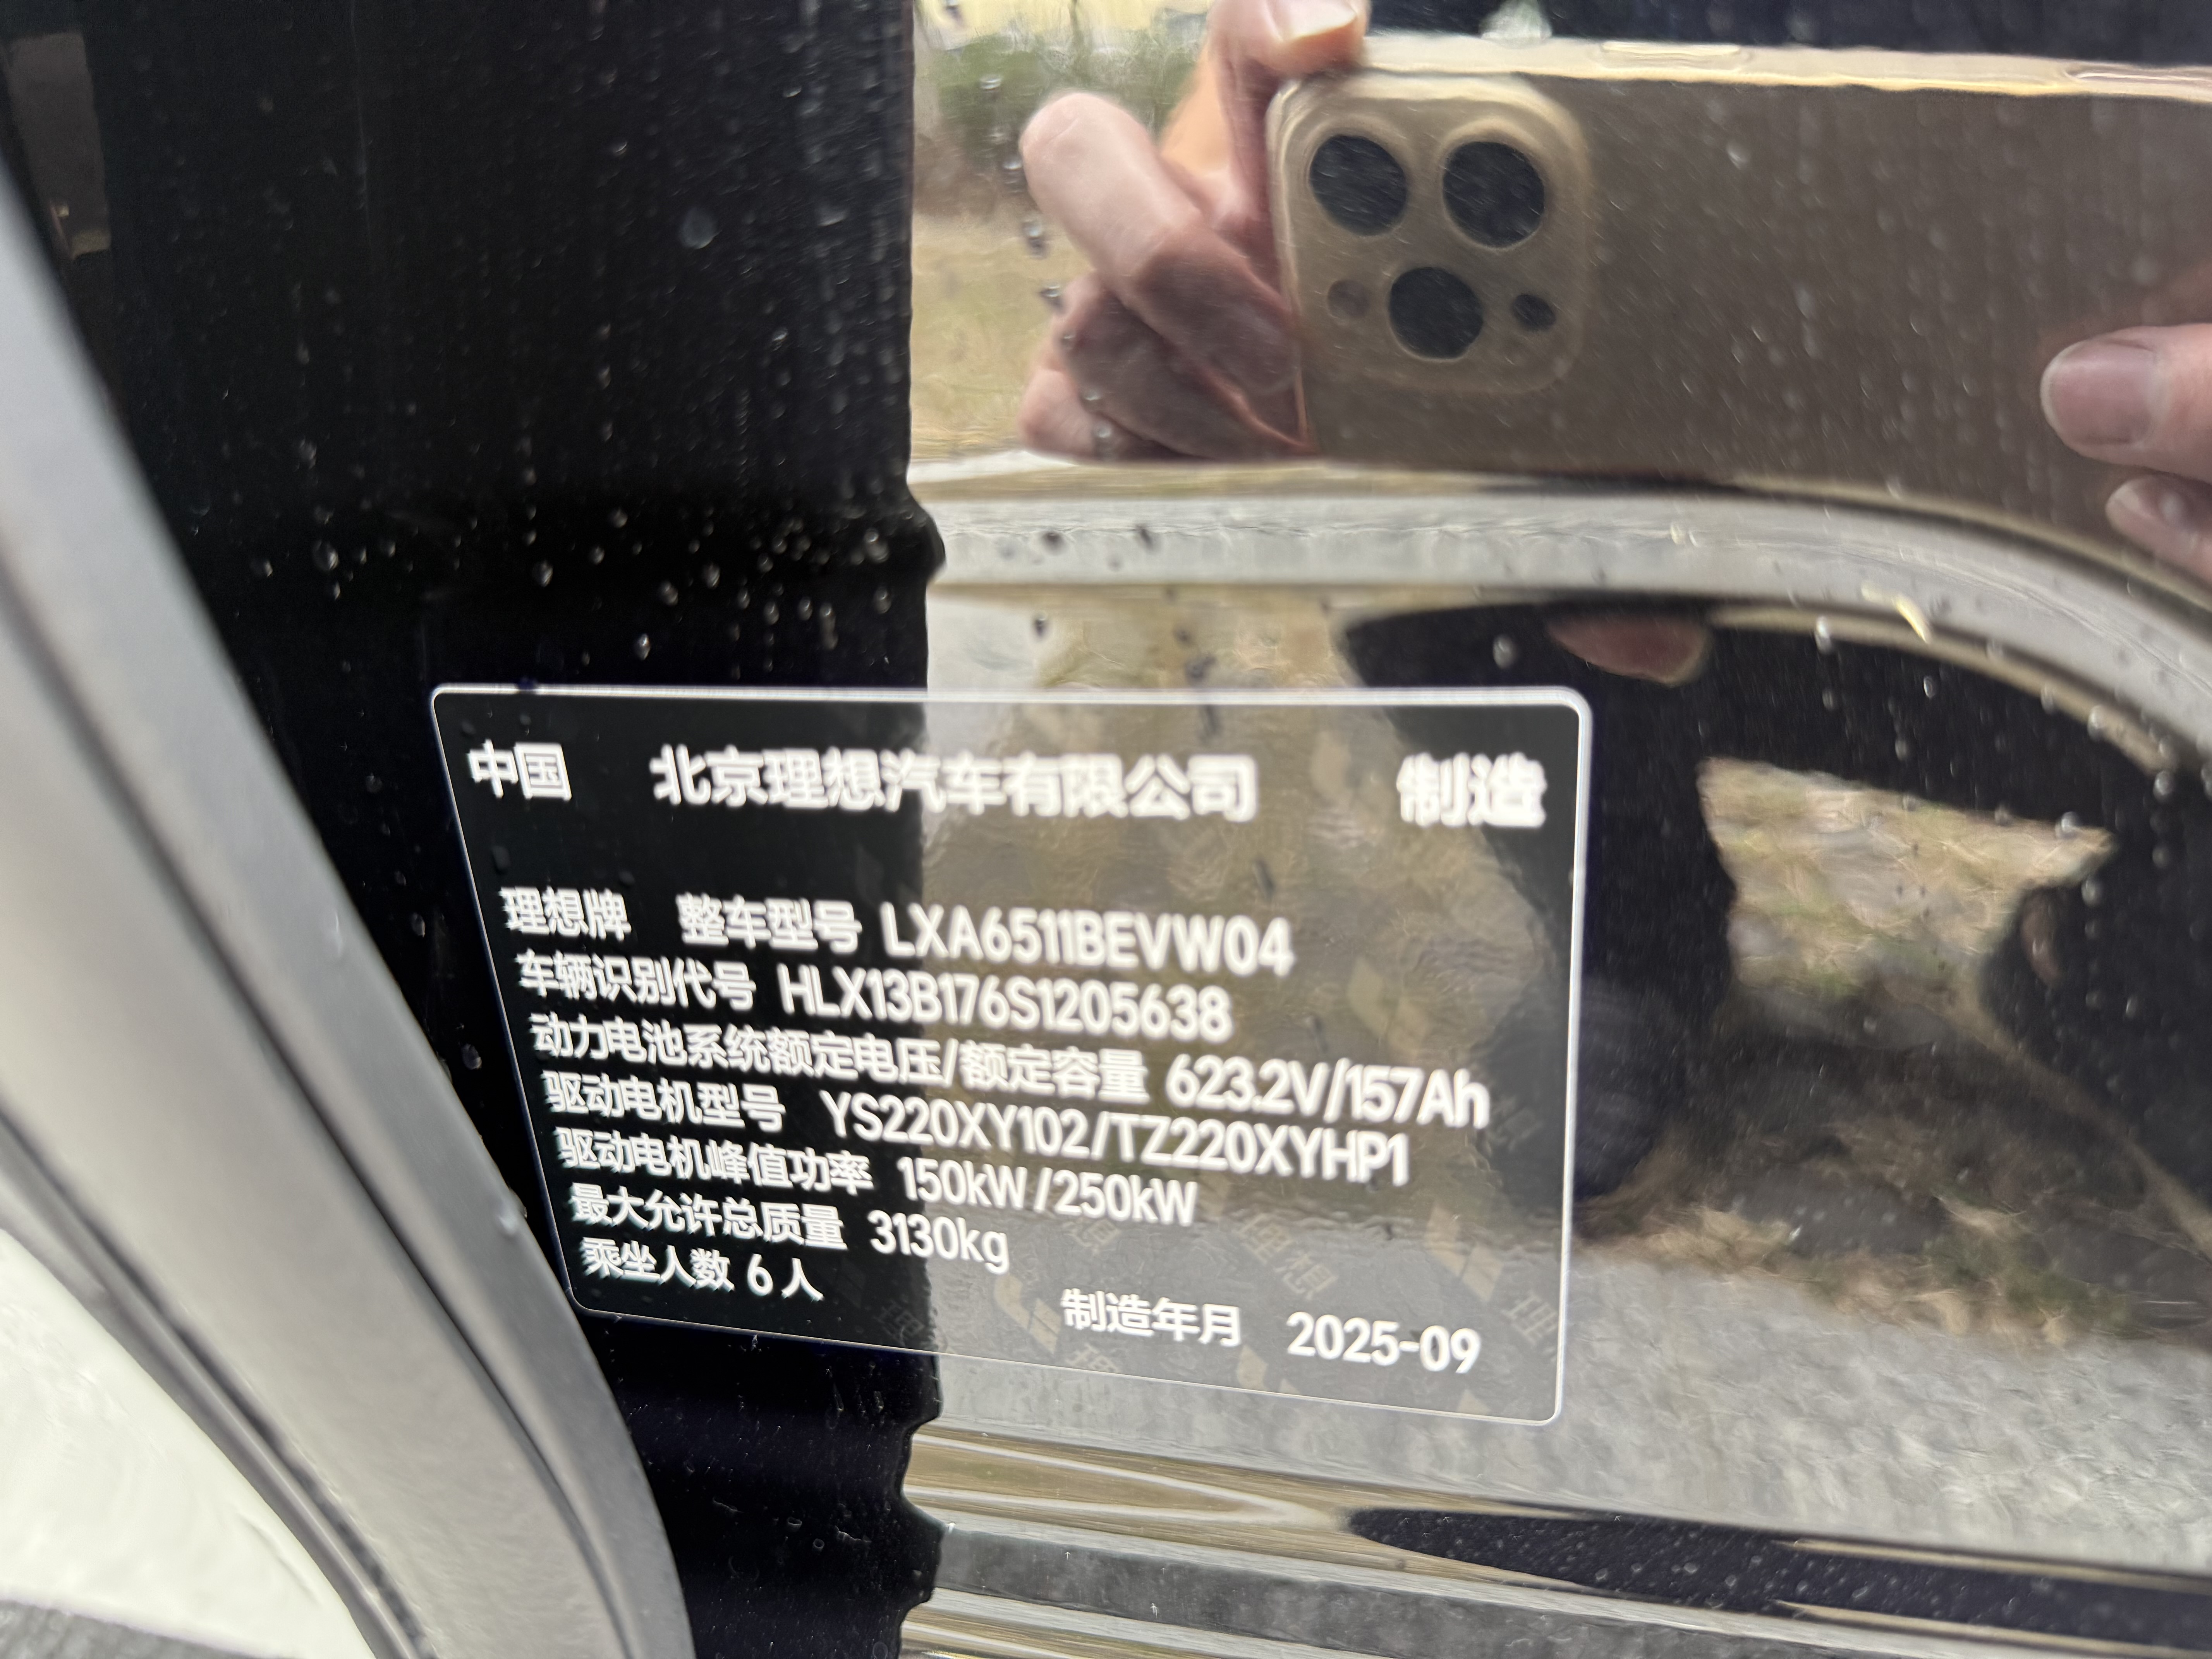 中国 北京理想汽车有限公司 制造
理想牌 整车型号 LXA6511BEVW04
车辆识别代号 HLX13B176S1205638
动力电池系统额定电压/额定容量 623.2V/157Ah
驱动电机型号 YS220XY102/TZ220XYHP1
驱动电机峰值功率 150kW/250kW
最大允许总质量 3130kg
乘坐人数 6人
制造年月 2025-09